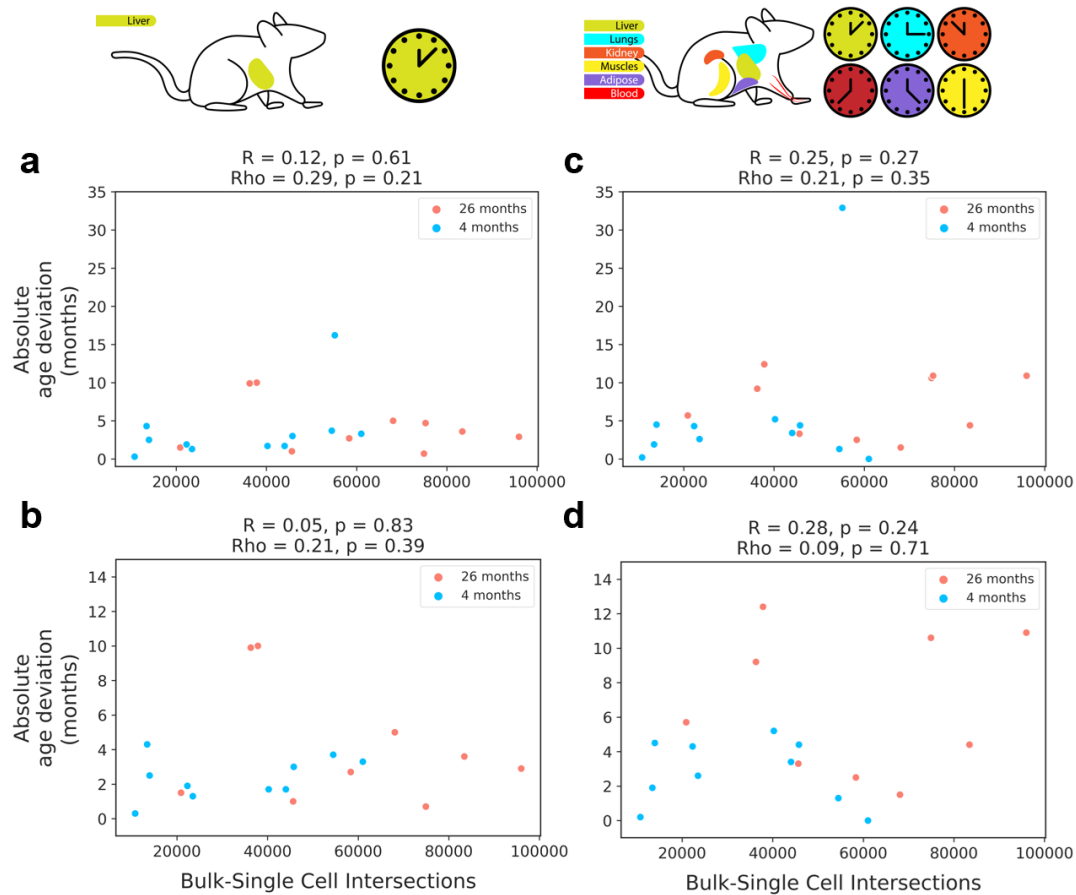 Liver
Liver
Lungs
Kidney
Muscles
Adipose
Blood
a
R = 0.12, p = 0.61
Rho = 0.29, p = 0.21
35
30
25
20
15
10
5
0
26 months
4 months
20000
40000
60000
80000
100000
Absolute
age deviation
(months)
c
R = 0.25, p = 0.27
Rho = 0.21, p = 0.35
35
30
25
20
15
10
5
0
26 months
4 months
20000
40000
60000
80000
100000
b
R = 0.05, p = 0.83
Rho = 0.21, p = 0.39
14
12
10
8
6
4
2
0
26 months
4 months
20000
40000
60000
80000
100000
Absolute
age deviation
(months)
Bulk-Single Cell Intersections
d
R = 0.28, p = 0.24
Rho = 0.09, p = 0.71
14
12
10
8
6
4
2
0
26 months
4 months
20000
40000
60000
80000
100000
Bulk-Single Cell Intersections